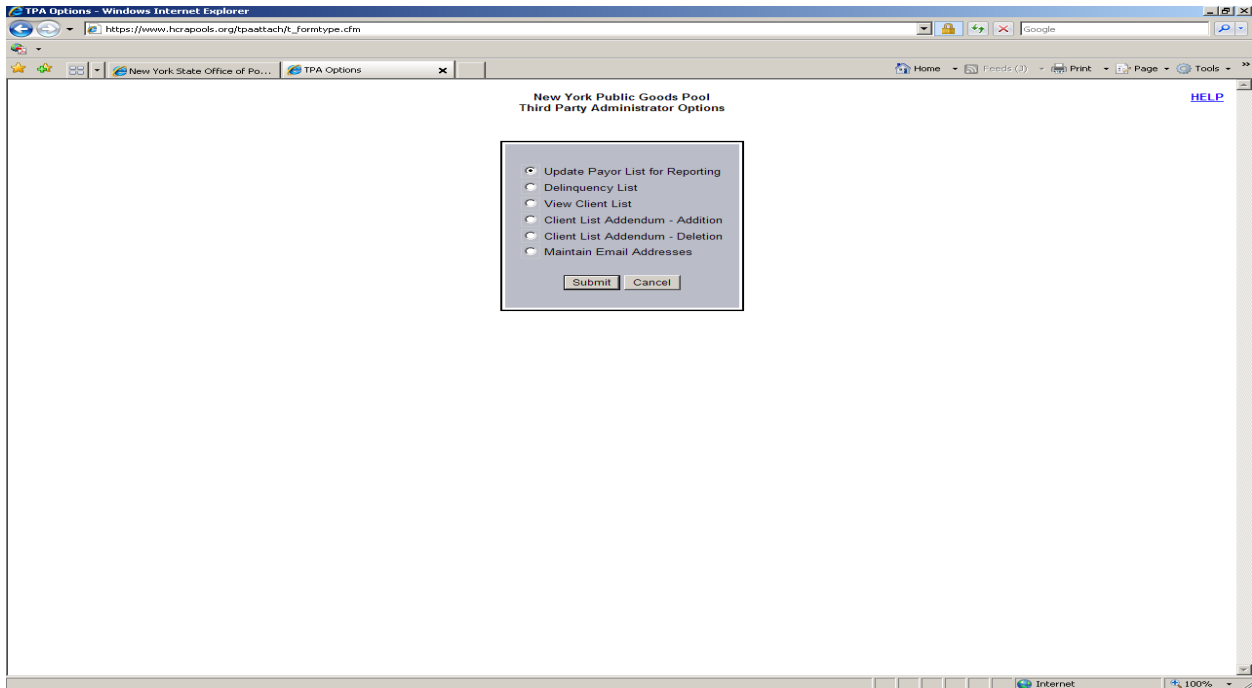 TPA Options - Windows Internet Explorer
https://www.hcrapools.org/tpaattach/t_formtype.cfm
Google
New York State Office of Po... TPA Options
Home Feeds (J) Print Page Tools »
New York Public Goods Pool
Third Party Administrator Options
HELP
Update Payor List for Reporting
Delinquency List
View Client List
Client List Addendum - Addition
Client List Addendum - Deletion
Maintain Email Addresses
Submit Cancel
Internet 100%